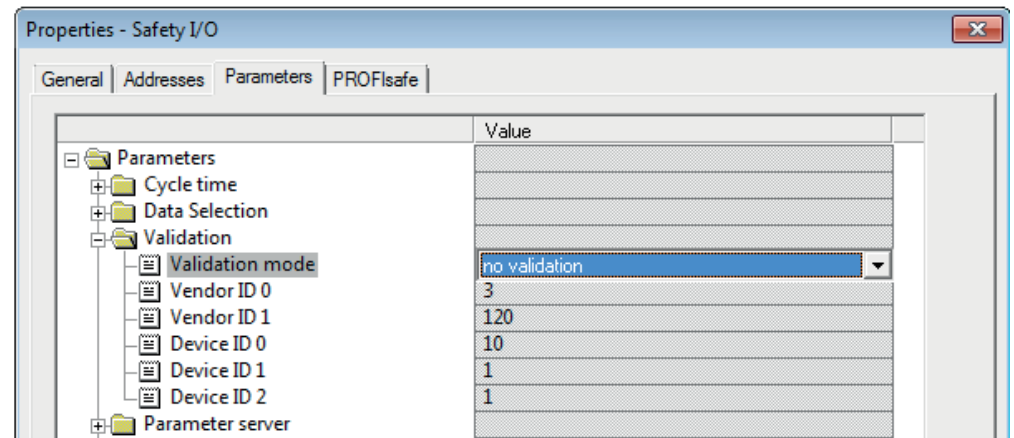 Properties - Safety I/O
General Addresses Parameters PROFIsafe
Value
Parameters
Cycle time
Data Selection
Validation
Validation mode no validation
Vendor ID 0 3
Vendor ID 1 120
Device ID 0 10
Device ID 1 1
Device ID 2 1
Parameter server